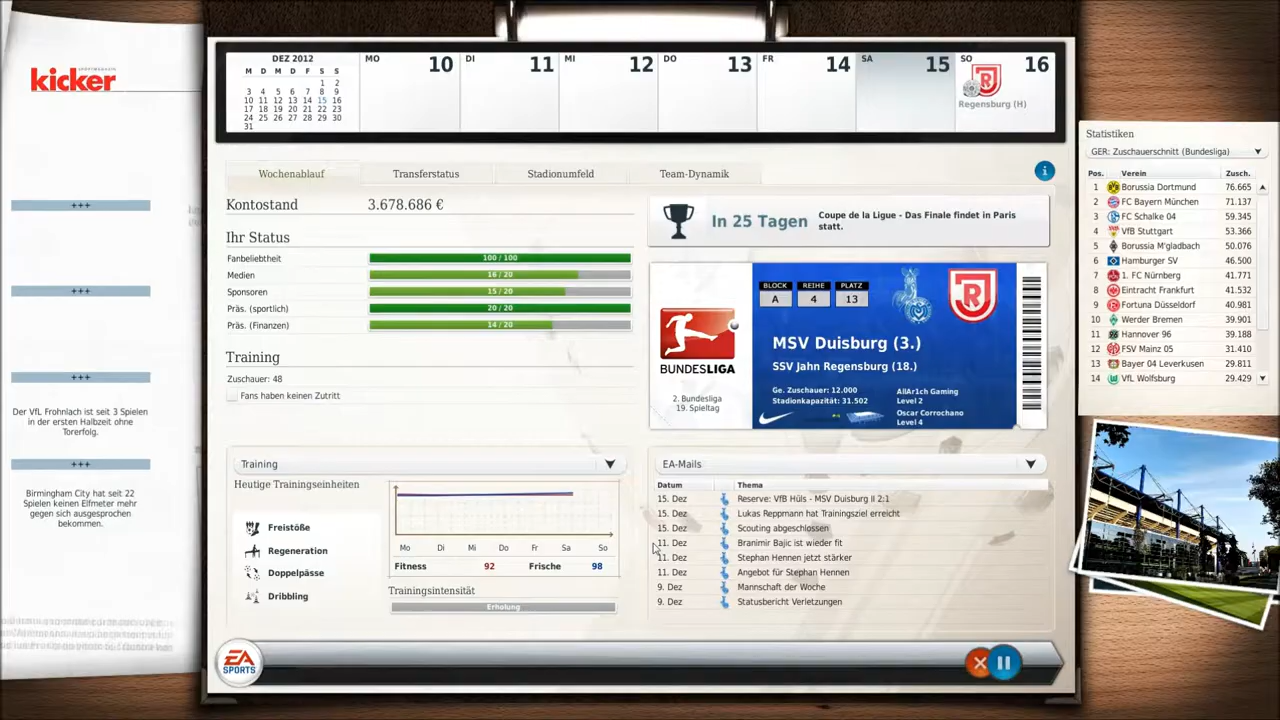 SPORTMAGAZIN
kicker
+++
+++
+++
Der VfL Frohnlach ist seit 3 Spielen
in der ersten Halbzeit ohne
Torerfolg.
+++
Birmingham City hat seit 22
Spielen keinen Elfmeter mehr
gegen sich ausgesprochen
bekommen.
DEZ 2012
M D M D F S S
1 2
3 4 5 6 7 8 9
10 11 12 13 14 15 16
17 18 19 20 21 22 23
24 25 26 27 28 29 30
31
MO 10 DI 11 MI 12 DO 13 FR 14 SA 15 SO 16
Regensburg (H)
Wochenablauf Transferstatus Stadionumfeld Team-Dynamik
i
Kontostand 3.678.686 €
Ihr Status
Fanbeliebtheit 100 / 100
Medien 16 / 20
Sponsoren 15 / 20
Präs. (sportlich) 20 / 20
Präs. (Finanzen) 14 / 20
Training
Zuschauer: 48
Fans haben keinen Zutritt
In 25 Tagen
Coupe de la Ligue - Das Finale findet in Paris
statt.
BUNDESLIGA
2. Bundesliga
19. Spieltag
BLOCK REIHE PLATZ
A 4 13
MSV Duisburg (3.)
SSV Jahn Regensburg (18.)
Ge. Zuschauer: 12.000
Stadionkapazität: 31.502
AllAr1ch Gaming
Level 2
Oscar Corrochano
Level 4
Training
Heutige Trainingseinheiten
Freistöße
Regeneration
Doppelpässe
Dribbling
Mo Di Mi Do Fr Sa So
Fitness 92 Frische 98
Trainingsintensität
Erholung
EA-Mails
Datum Thema
15. Dez Reserve: VfB Hüls - MSV Duisburg II 2:1
15. Dez Lukas Reppmann hat Trainingsziel erreicht
15. Dez Scouting abgeschlossen
11. Dez Branimir Bajic ist wieder fit
11. Dez Stephan Hennen jetzt stärker
11. Dez Angebot für Stephan Hennen
9. Dez Mannschaft der Woche
9. Dez Statusbericht Verletzungen
EA
SPORTS
Statistiken
GER: Zuschauerschnitt (Bundesliga)
Pos. Verein Zusch.
1 Borussia Dortmund 76.665
2 FC Bayern München 71.137
3 FC Schalke 04 59.345
4 VfB Stuttgart 53.366
5 Borussia M'gladbach 50.076
6 Hamburger SV 46.500
7 1. FC Nürnberg 41.771
8 Eintracht Frankfurt 41.532
9 Fortuna Düsseldorf 40.981
10 Werder Bremen 39.901
11 Hannover 96 39.188
12 FSV Mainz 05 31.410
13 Bayer 04 Leverkusen 29.811
14 VfL Wolfsburg 29.429